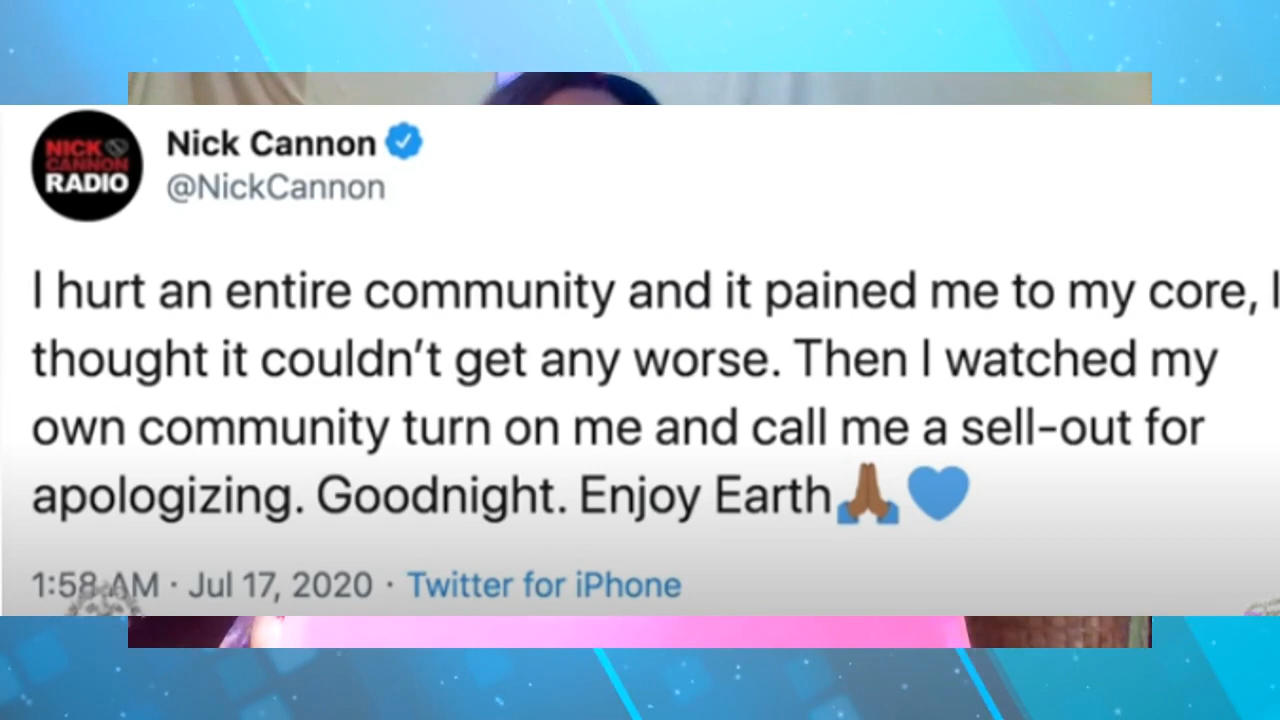 NICK
CANNON
RADIO
Nick Cannon
@NickCannon
I hurt an entire community and it pained me to my core, I
thought it couldn't get any worse. Then I watched my
own community turn on me and call me a sell-out for
apologizing. Goodnight. Enjoy Earth🙏🏾💙
1:58 AM · Jul 17, 2020 · Twitter for iPhone